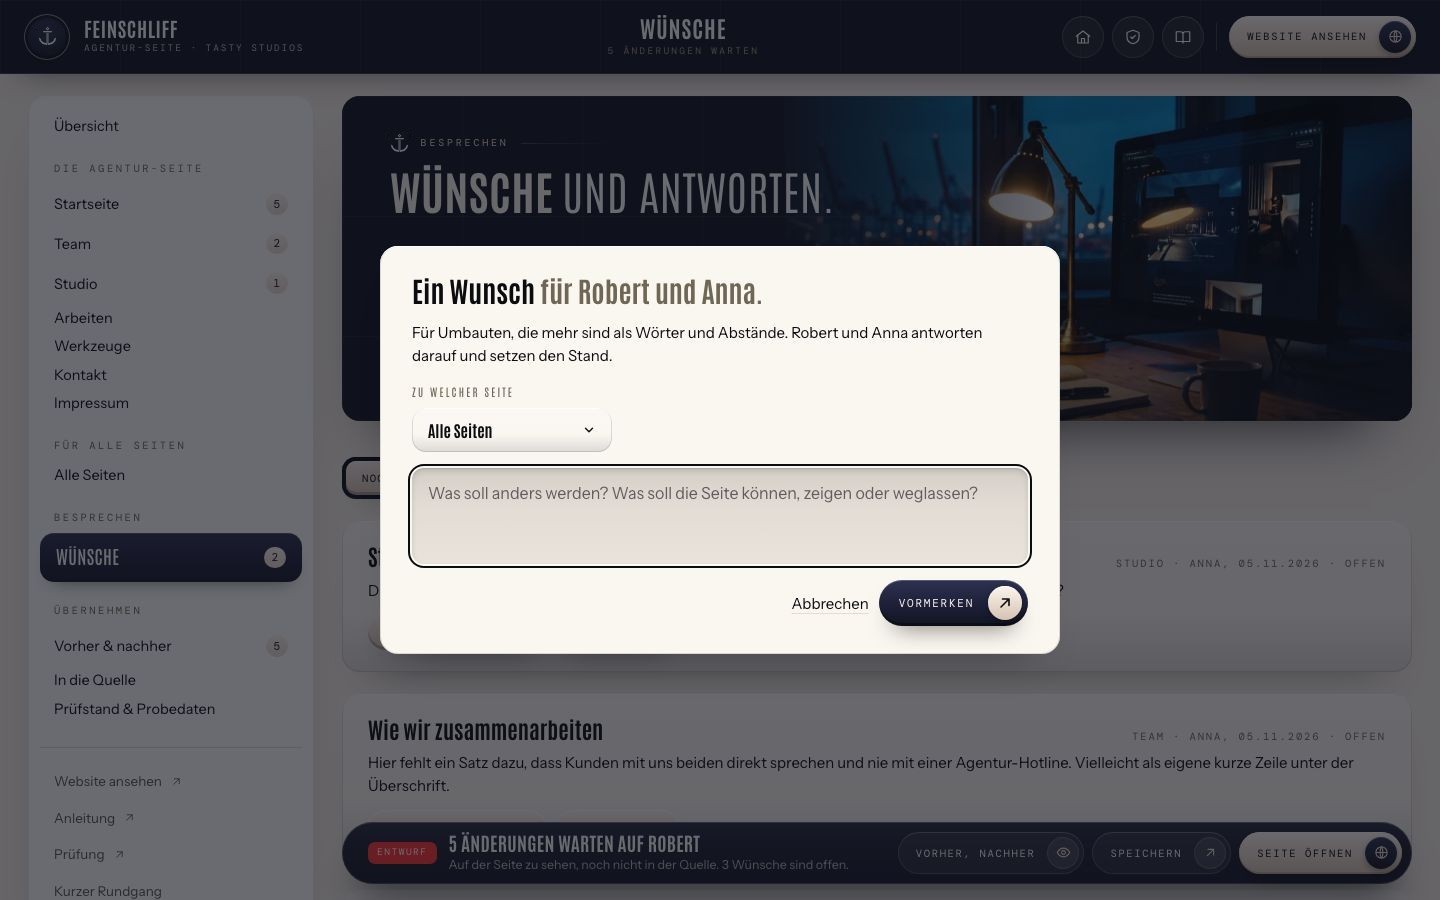 FEINSCHLIFF
AGENTUR-SEITE · TASTY STUDIOS
WÜNSCHE
5 ÄNDERUNGEN WARTEN
WEBSITE ANSEHEN
Übersicht
DIE AGENTUR-SEITE
Startseite 5
Team 2
Studio 1
Arbeiten
Werkzeuge
Kontakt
Impressum
FÜR ALLE SEITEN
Alle Seiten
BESPRECHEN
WÜNSCHE 2
ÜBERNEHMEN
Vorher & nachher 5
In die Quelle
Prüfstand & Probedaten
Website ansehen
Anleitung
Prüfung
Kurzer Rundgang
BESPRECHEN
WÜNSCHE UND ANTWORTEN.
Ein Wunsch für Robert und Anna.
Für Umbauten, die mehr sind als Wörter und Abstände. Robert und Anna antworten
darauf und setzen den Stand.
ZU WELCHER SEITE
Alle Seiten
Was soll anders werden? Was soll die Seite können, zeigen oder weglassen?
Abbrechen
VORMERKEN
STUDIO · ANNA, 05.11.2026 · OFFEN
Wie wir zusammenarbeiten
TEAM · ANNA, 05.11.2026 · OFFEN
Hier fehlt ein Satz dazu, dass Kunden mit uns beiden direkt sprechen und nie mit einer Agentur-Hotline. Vielleicht als eigene kurze Zeile unter der
Überschrift.
ENTWURF
5 ÄNDERUNGEN WARTEN AUF ROBERT
Auf der Seite zu sehen, noch nicht in der Quelle. 3 Wünsche sind offen.
VORHER, NACHHER
SPEICHERN
SEITE ÖFFNEN